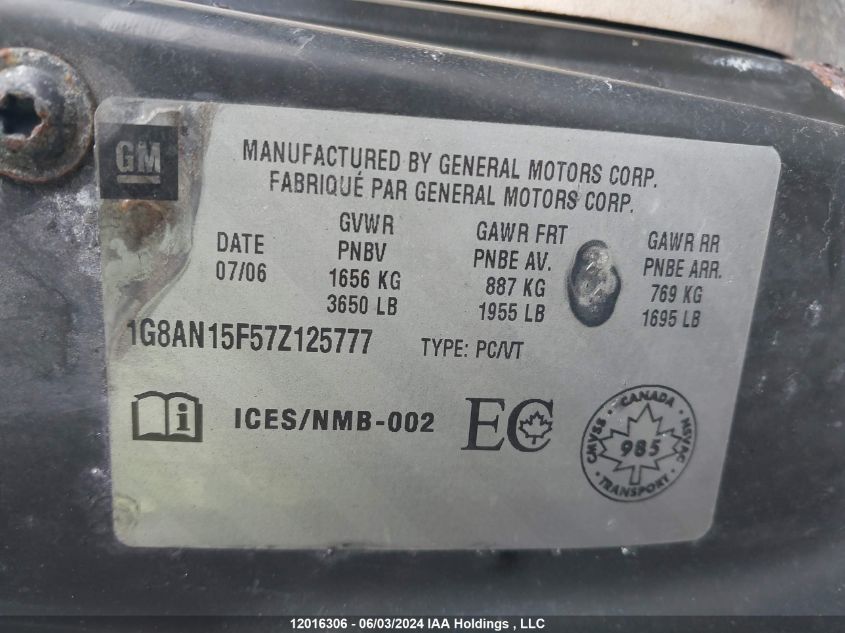 GM
MANUFACTURED BY GENERAL MOTORS CORP.
FABRIQUÉ PAR GENERAL MOTORS CORP.
DATE
07/06
GVWR
PNBV
1656 KG
3650 LB
GAWR FRT
PNBE AV.
887 KG
1955 LB
GAWR RR
PNBE ARR.
769 KG
1695 LB
1G8AN15F57Z125777 TYPE: PC/VT
i ICES/NMB-002 EC
CANADA
CMVSS 985 NSVAC
TRANSPORT
12016306 - 06/03/2024 IAA Holdings , LLC